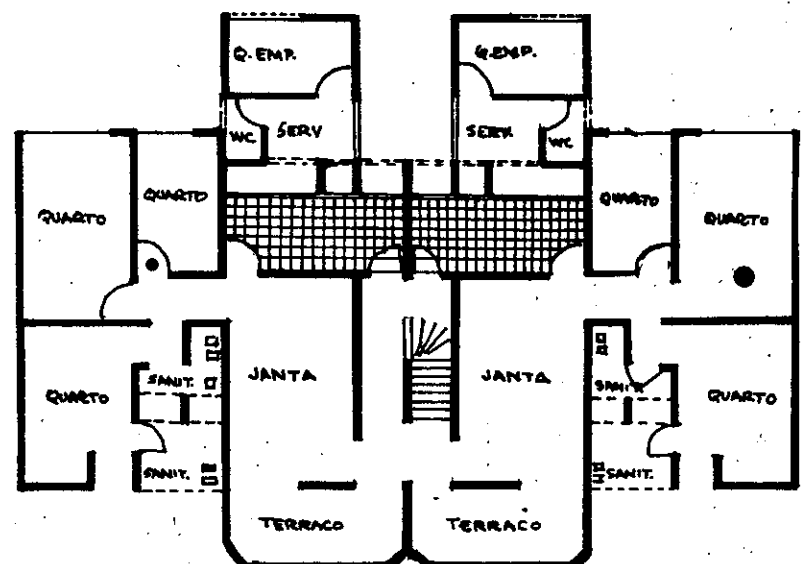 Q. EMP.
Q.EMP.
WC
SERV
SERV.
WC
QUARTO
QUARTO
QUARTO
QUARTO
JANTA
JANTA
SANIT.
SANIT.
QUARTO
QUARTO
SANIT.
SANIT.
TERRACO
TERRACO